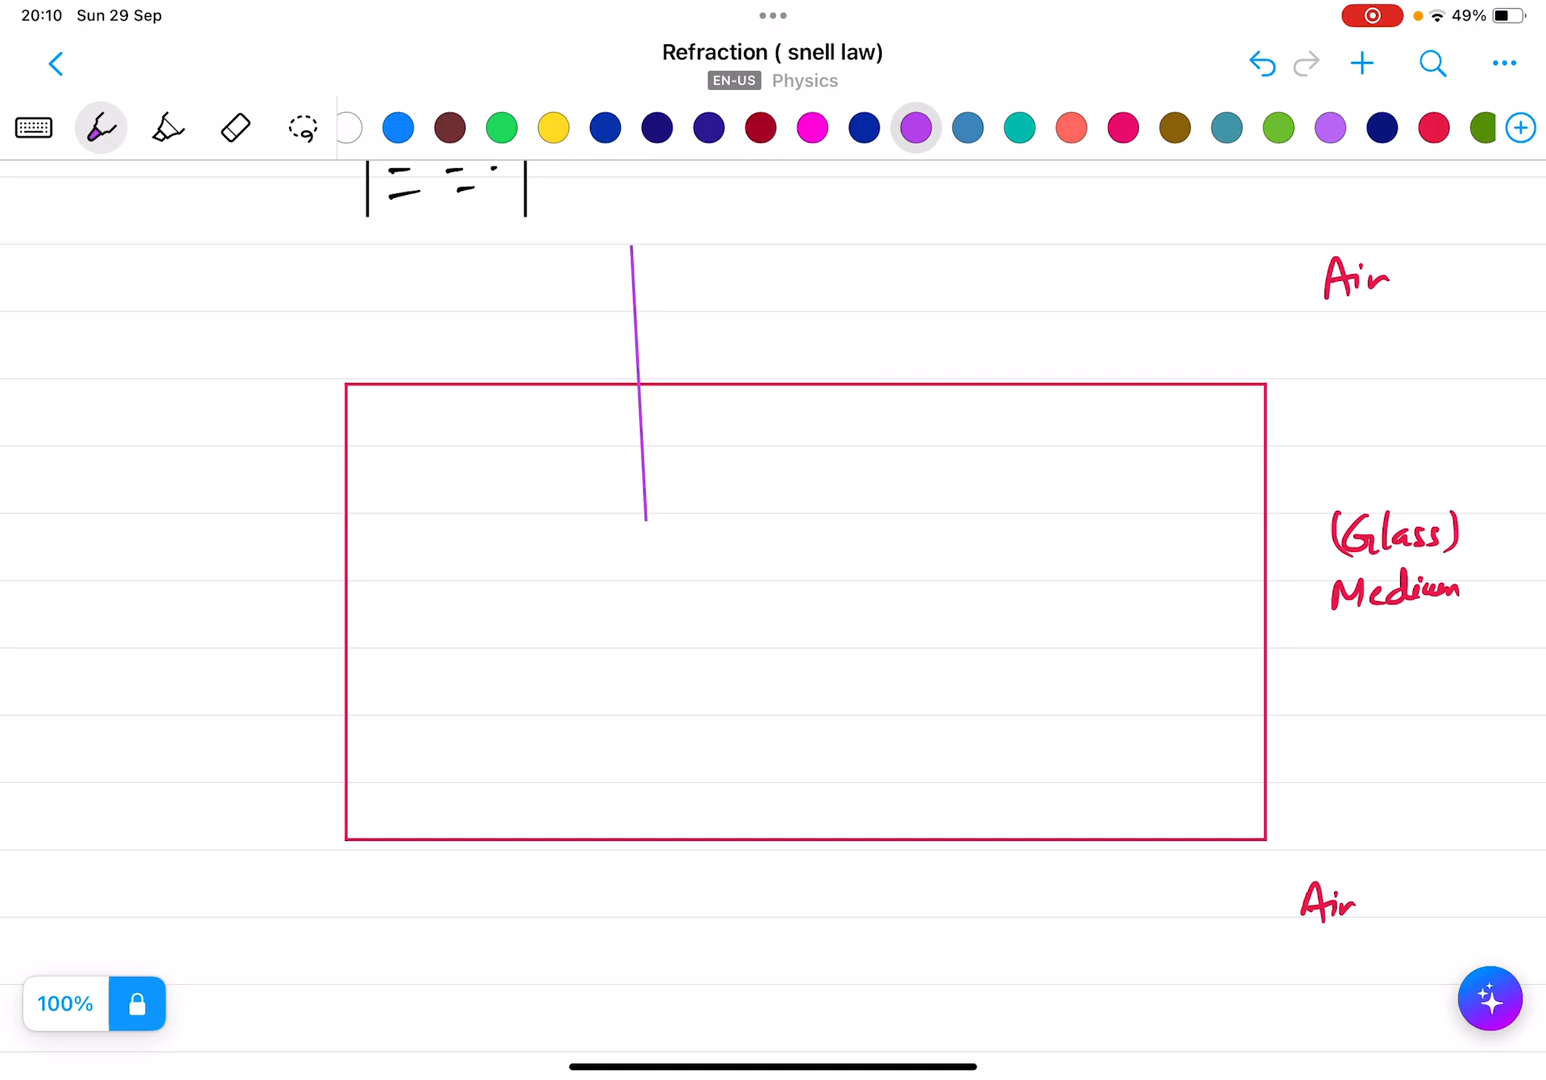 20:10 Sun 29 Sep
49%
Refraction ( snell law)
EN-US Physics
Air
(Glass)
Medium
Air
100%